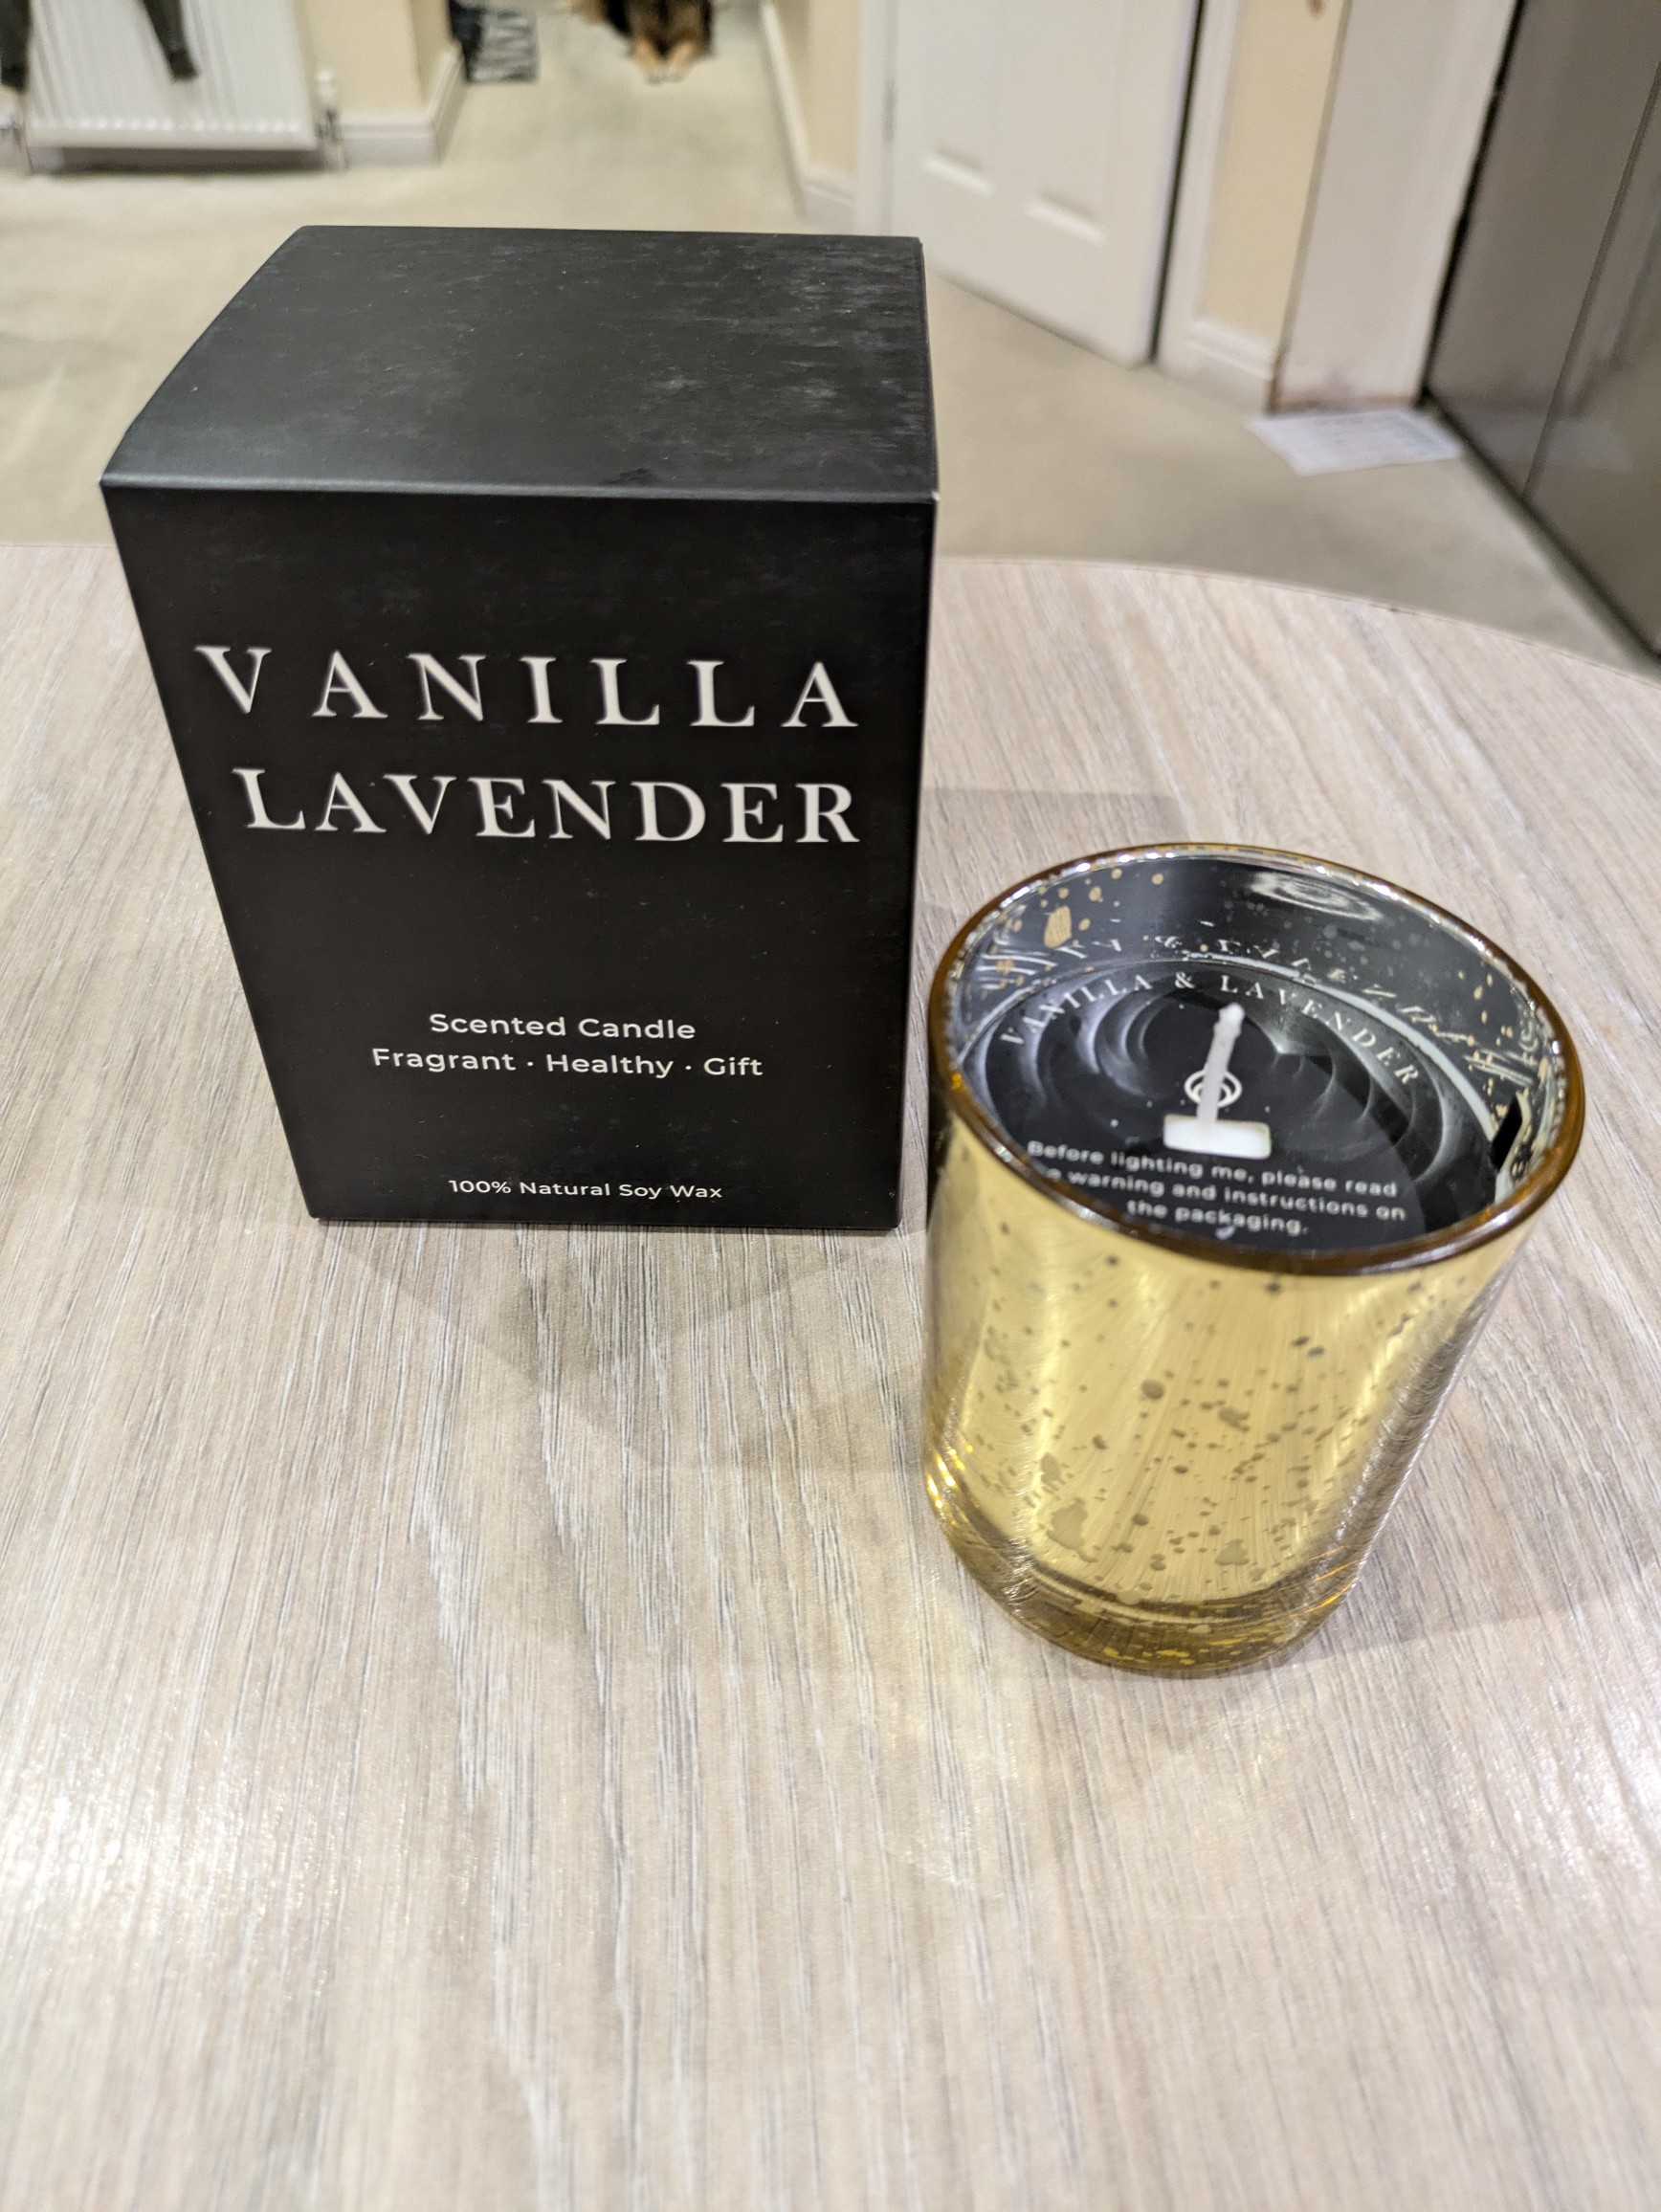 VANILLA
LAVENDER
Scented Candle
Fragrant · Healthy · Gift
100% Natural Soy Wax
VANILLA & LAVENDER
Before lighting me, please read
warning and instructions on
the packaging.